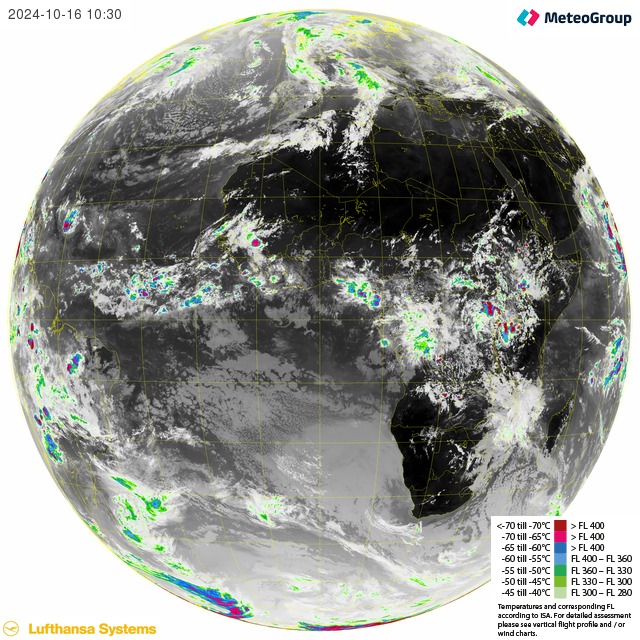 2024-10-16 10:30
MeteoGroup
<-70 till -70°C > FL 400
-70 till -65°C > FL 400
-65 till -60°C > FL 400
-60 till -55°C FL 400 – FL 360
-55 till -50°C FL 360 – FL 330
-50 till -45°C FL 330 – FL 300
-45 till -40°C FL 300 – FL 280
Temperatures and corresponding FL
according to ISA. For detailed assessment
please see vertical flight profile and / or
wind charts.
Lufthansa Systems